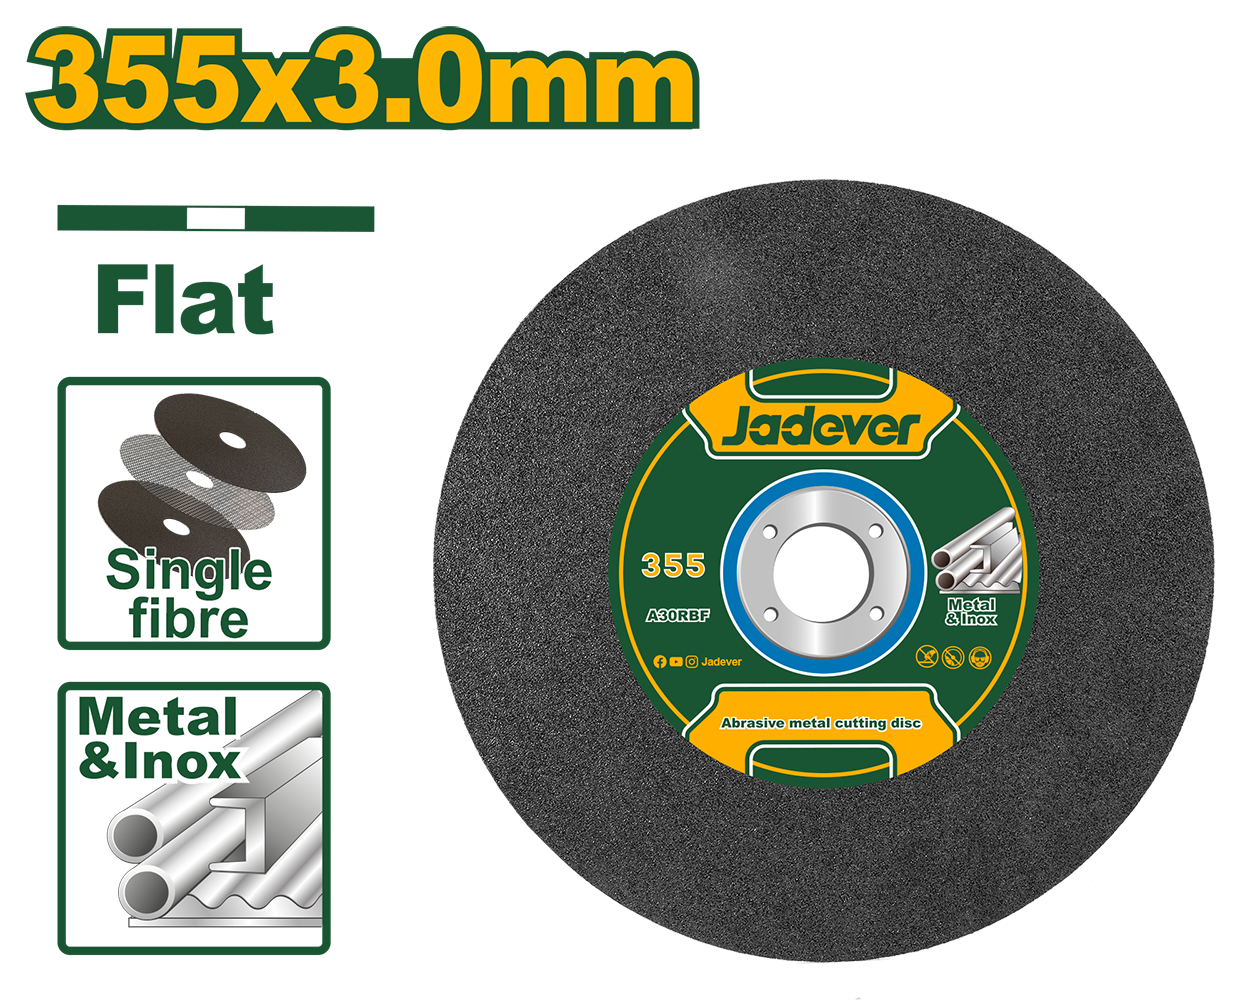 355x3.0mm
Flat
Single
fibre
Metal
&Inox
Jadever
355
A30RBF
Metal
& Inox
Jadever
Abrasive metal cutting disc